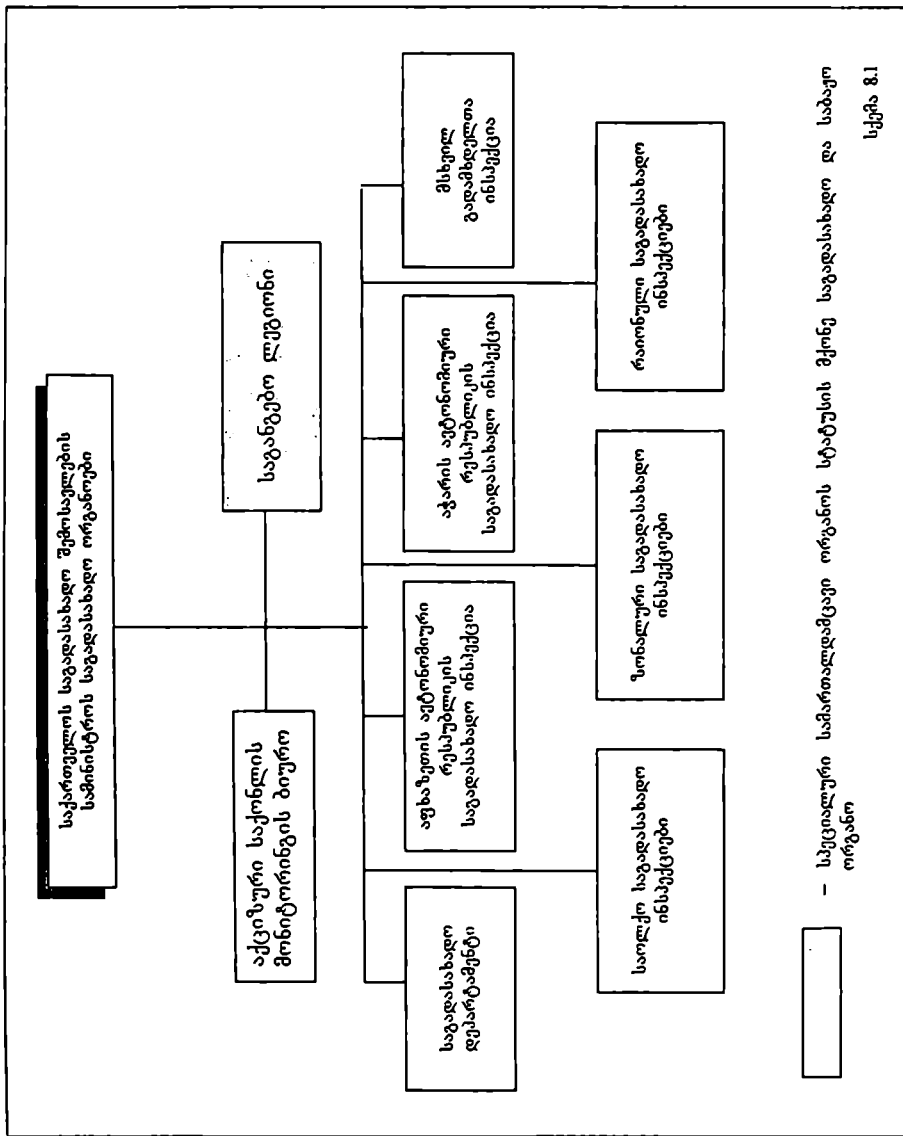 საქართველოს საგადასახადო შემოსავლების
სამინისტროს საგადასახადო ორგანოები
აქციზური საქონლის
მონიტორინგის ბიურო
საგანგებო ლეგიონი
საგადასახადო
დეპარტამენტი
აფხაზეთის ავტონომიური
რესპუბლიკის
საგადასახადო ინსპექცია
აჭარის ავტონომიური
რესპუბლიკის
საგადასახადო ინსპექცია
მსხვილ
გადამხდელთა
ინსპექცია
საოლქო საგადასახადო
ინსპექციები
ზონალური საგადასახადო
ინსპექციები
რაიონული საგადასახადო
ინსპექციები
– სპეციალური სამართალდამცავი ორგანოს სტატუსის მქონე საგადასახადო და საბაჟო
ორგანო
სქემა 8.1